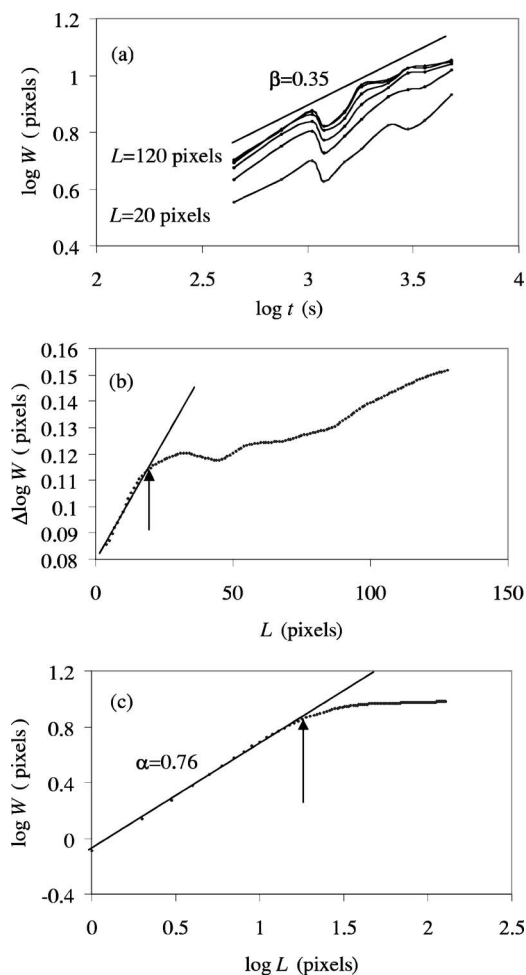 1.2
(a)
1
β=0.35
log W ( pixels)
0.8
L=120 pixels
0.6
L=20 pixels
0.4
2
2.5
3
3.5
4
log t (s)
0.16
(b)
0.15
0.14
0.13
Δlog W ( pixels)
0.12
0.11
0.1
0.09
0.08
0
50
100
150
L (pixels)
1.2
(c)
0.8
α=0.76
log W ( pixels)
0.4
0
-0.4
0
0.5
1
1.5
2
2.5
log L (pixels)